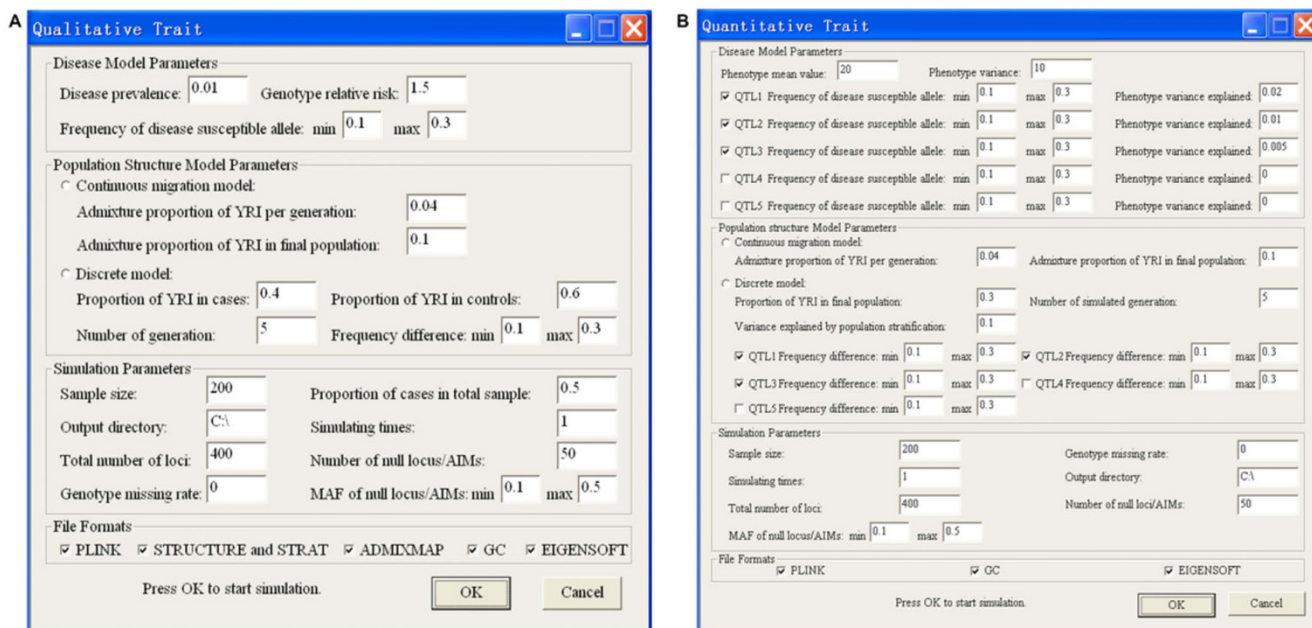 A
Qualitative Trait
Disease Model Parameters
Disease prevalence: 0.01 Genotype relative risk: 1.5
Frequency of disease susceptible allele: min 0.1 max 0.3
Population Structure Model Parameters
Continuous migration model:
Admixture proportion of YRI per generation: 0.04
Admixture proportion of YRI in final population: 0.1
Discrete model:
Proportion of YRI in cases: 0.4 Proportion of YRI in controls: 0.6
Number of generation: 5 Frequency difference: min 0.1 max 0.3
Simulation Parameters
Sample size: 200 Proportion of cases in total sample: 0.5
Output directory: C:\ Simulating times: 1
Total number of loci: 400 Number of null locus/AIMs: 50
Genotype missing rate: 0 MAF of null locus/AIMs: min 0.1 max 0.5
File Formats
PLINK STRUCTURE and STRAT ADMIXMAP GC EIGENSOFT
Press OK to start simulation. OK Cancel
B
Quantitative Trait
Disease Model Parameters
Phenotype mean value: 20 Phenotype variance: 10
QTL1 Frequency of disease susceptible allele: min 0.1 max 0.3 Phenotype variance explained: 0.02
QTL2 Frequency of disease susceptible allele: min 0.1 max 0.3 Phenotype variance explained: 0.01
QTL3 Frequency of disease susceptible allele: min 0.1 max 0.3 Phenotype variance explained: 0.005
QTL4 Frequency of disease susceptible allele: min 0.1 max 0.3 Phenotype variance explained: 0
QTL5 Frequency of disease susceptible allele: min 0.1 max 0.3 Phenotype variance explained: 0
Population structure Model Parameters
Continuous migration model:
Admixture proportion of YRI per generation: 0.04 Admixture proportion of YRI in final population: 0.1
Discrete model:
Proportion of YRI in final population: 0.3 Number of simulated generation: 5
Variance explained by population stratification: 0.1
QTL1 Frequency difference: min 0.1 max 0.3 QTL2 Frequency difference: min 0.1 max 0.3
QTL3 Frequency difference: min 0.1 max 0.3 QTL4 Frequency difference: min 0.1 max 0.3
QTL5 Frequency difference: min 0.1 max 0.3
Simulation Parameters
Sample size: 200 Genotype missing rate: 0
Simulating times: 1 Output directory: C:\
Total number of loci: 400 Number of null loci/AIMs: 50
MAF of null locus/AIMs: min 0.1 max 0.5
File Formats
PLINK GC EIGENSOFT
Press OK to start simulation. OK Cancel